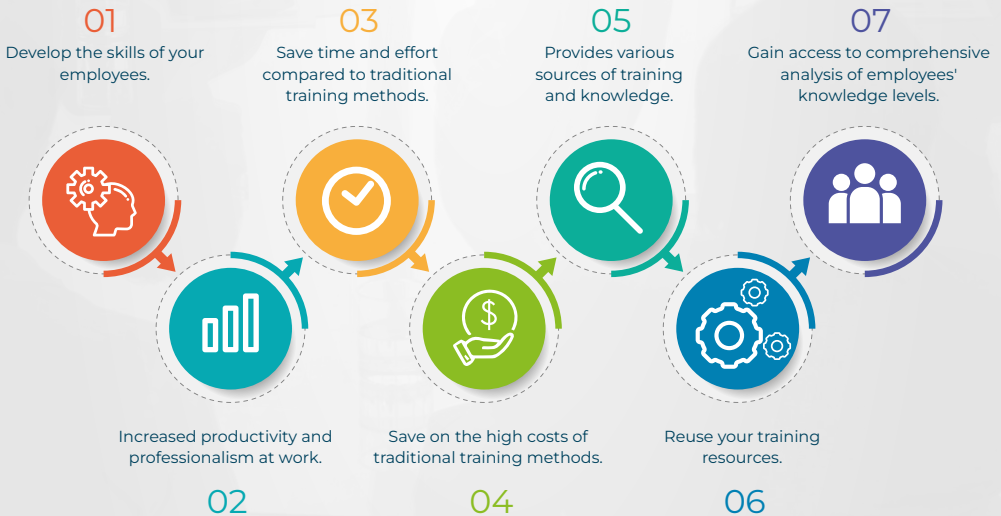 01
Develop the skills of your
employees.
03
Save time and effort
compared to traditional
training methods.
05
Provides various
sources of training
and knowledge.
07
Gain access to comprehensive
analysis of employees'
knowledge levels.
$
Increased productivity and
professionalism at work.
02
Save on the high costs of
traditional training methods.
04
Reuse your training
resources.
06